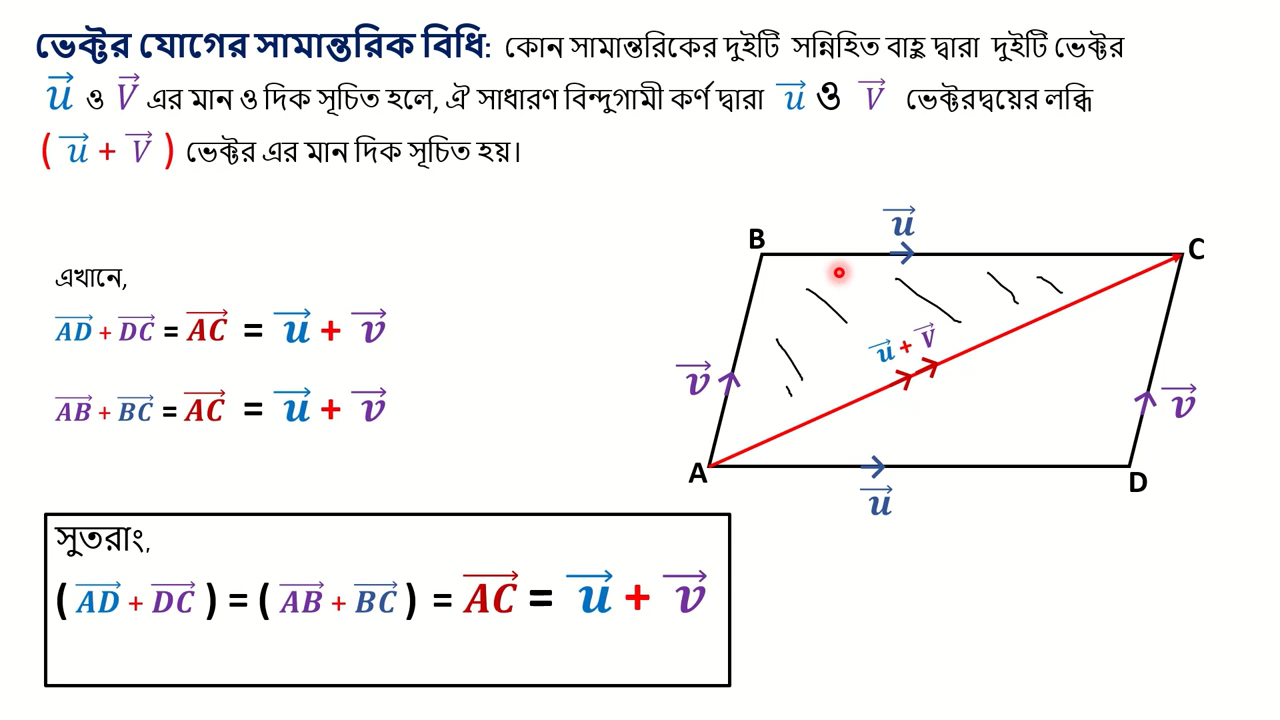 ভেক্টর যোগের সামান্তরিক বিধি: কোন সামান্তরিকের দুইটি সন্নিহিত বাহু দ্বারা দুইটি ভেক্টর
u⃗ ও V⃗ এর মান ও দিক সূচিত হলে, ঐ সাধারণ বিন্দুগামী কর্ণ দ্বারা u⃗ ও V⃗ ভেক্টরদ্বয়ের লব্ধি
( u⃗ + V⃗ ) ভেক্টর এর মান দিক সূচিত হয়।
এখানে,
AD⃗ + DC⃗ = AC⃗ = u⃗ + v⃗
AB⃗ + BC⃗ = AC⃗ = u⃗ + v⃗
সুতরাং,
( AD⃗ + DC⃗ ) = ( AB⃗ + BC⃗ ) = AC⃗ = u⃗ + v⃗
u⃗
B
C
u⃗ + V⃗
v⃗
v⃗
A
D
u⃗